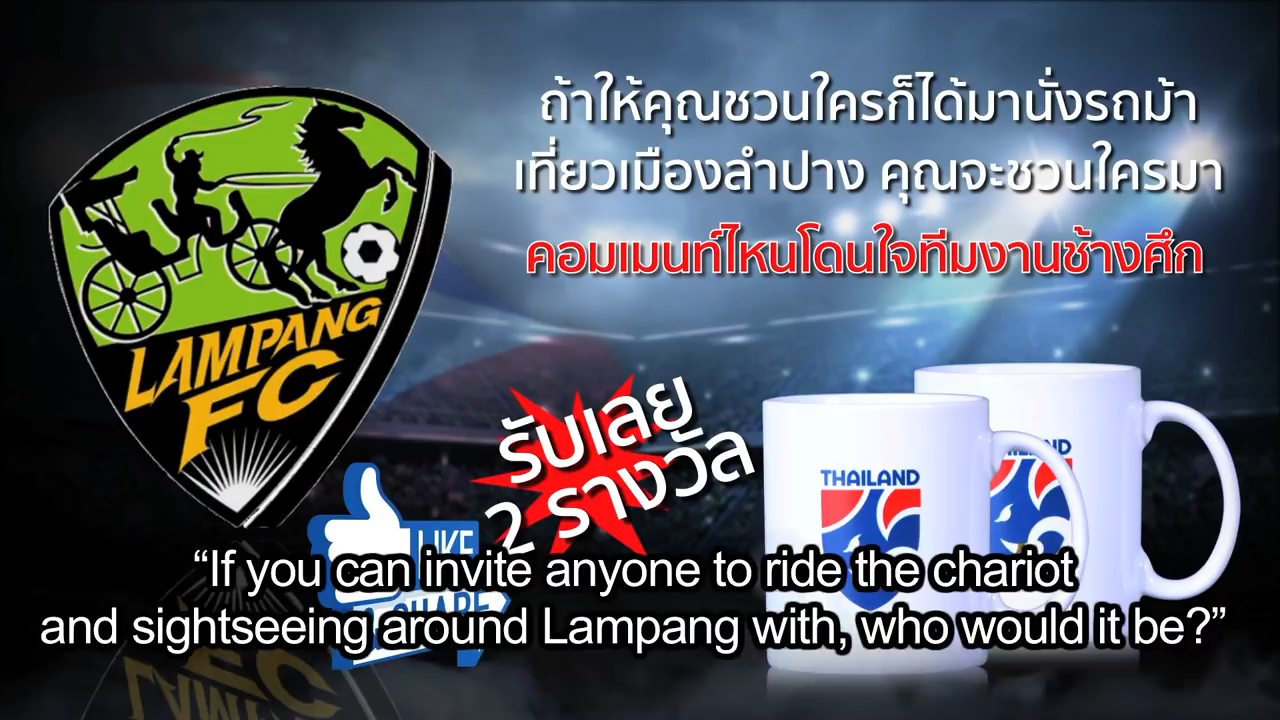 ถ้าให้คุณชวนใครก็ได้มานั่งรถม้า
เที่ยวเมืองลำปาง คุณจะชวนใครมา
คอมเมนท์ไหนโดนใจทีมงานช้างศึก
LAMPANG
FC
รับเลย
2 รางวัล
THAILAND
LIKE
SHARE
“If you can invite anyone to ride the chariot
and sightseeing around Lampang with, who would it be?”